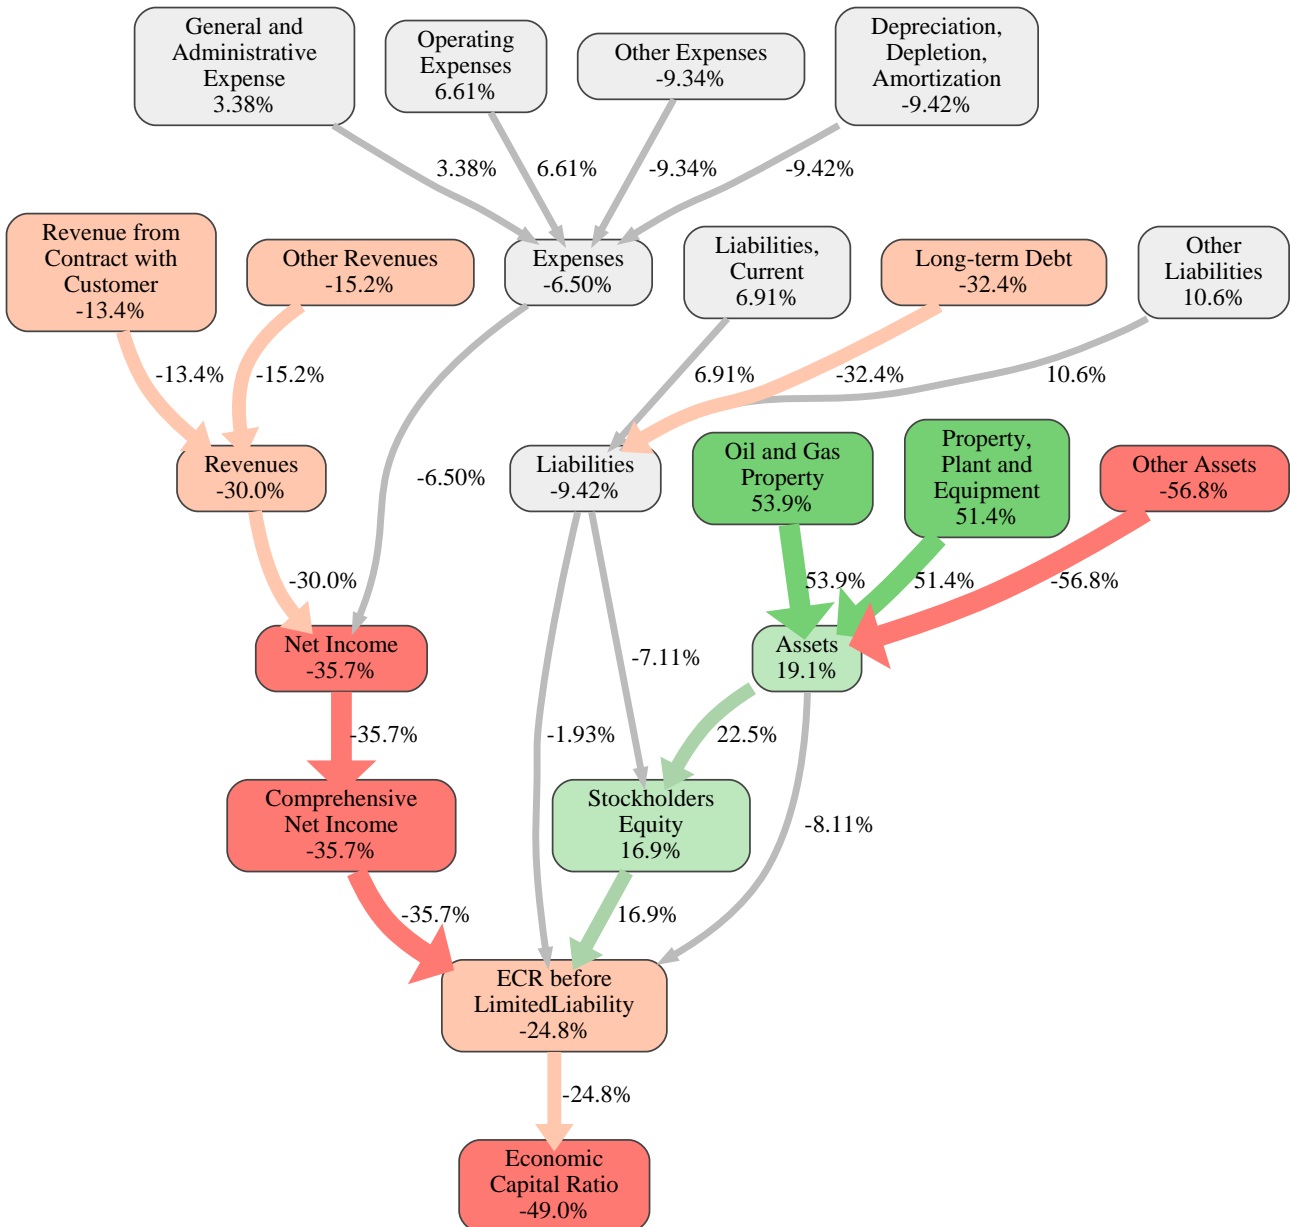 General and
Administrative
Expense
3.38%
Operating
Expenses
6.61%
Other Expenses
-9.34%
Depreciation,
Depletion,
Amortization
-9.42%
3.38%
6.61%
-9.34%
-9.42%
Revenue from
Contract with
Customer
-13.4%
Other Revenues
-15.2%
Expenses
-6.50%
Liabilities,
Current
6.91%
Long-term Debt
-32.4%
Other
Liabilities
10.6%
-13.4%
-15.2%
6.91%
-32.4%
10.6%
Revenues
-30.0%
-6.50%
Liabilities
-9.42%
Oil and Gas
Property
53.9%
Property,
Plant and
Equipment
51.4%
Other Assets
-56.8%
-30.0%
53.9%
51.4%
-56.8%
Net Income
-35.7%
-7.11%
Assets
19.1%
-35.7%
-1.93%
22.5%
-8.11%
Comprehensive
Net Income
-35.7%
Stockholders
Equity
16.9%
-35.7%
16.9%
ECR before
LimitedLiability
-24.8%
-24.8%
Economic
Capital Ratio
-49.0%